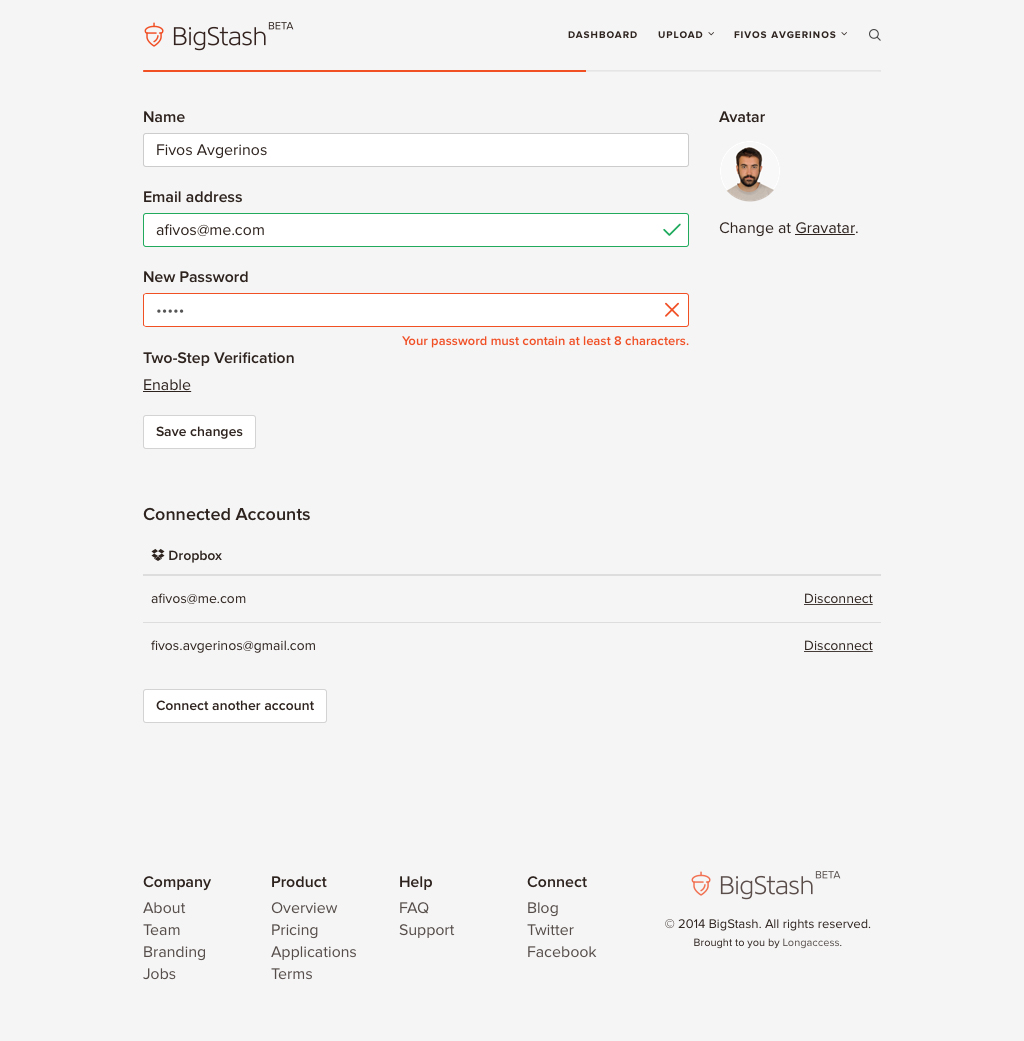 BigStash BETA
DASHBOARD UPLOAD FIVOS AVGERINOS
Name
Fivos Avgerinos
Avatar
Change at Gravatar.
Email address
afivos@me.com
New Password
•••••
Your password must contain at least 8 characters.
Two-Step Verification
Enable
Save changes
Connected Accounts
Dropbox
afivos@me.com Disconnect
fivos.avgerinos@gmail.com Disconnect
Connect another account
Company
About
Team
Branding
Jobs
Product
Overview
Pricing
Applications
Terms
Help
FAQ
Support
Connect
Blog
Twitter
Facebook
BigStash BETA
© 2014 BigStash. All rights reserved.
Brought to you by Longaccess.